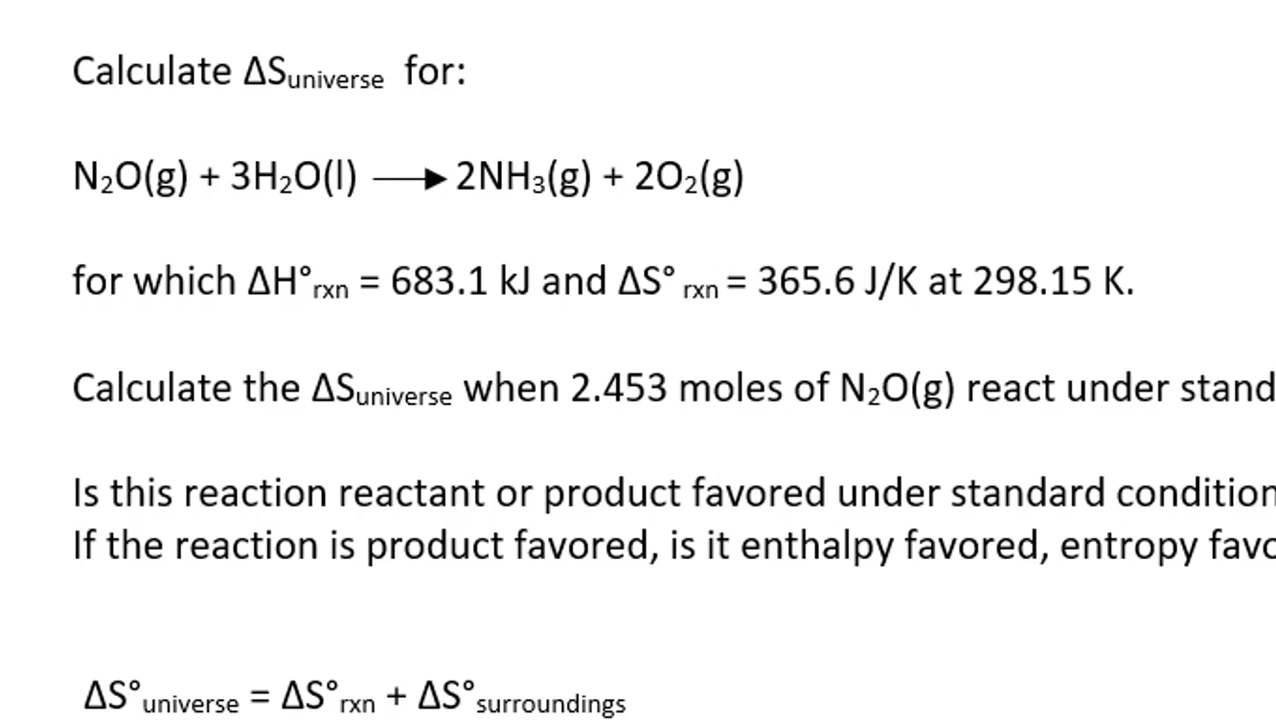 Calculate ΔSuniverse for:
N₂O(g) + 3H₂O(l) ⟶ 2NH₃(g) + 2O₂(g)
for which ΔH°rxn = 683.1 kJ and ΔS° rxn = 365.6 J/K at 298.15 K.
Calculate the ΔSuniverse when 2.453 moles of N₂O(g) react under stand
Is this reaction reactant or product favored under standard condition
If the reaction is product favored, is it enthalpy favored, entropy favo
ΔS°universe = ΔS°rxn + ΔS°surroundings